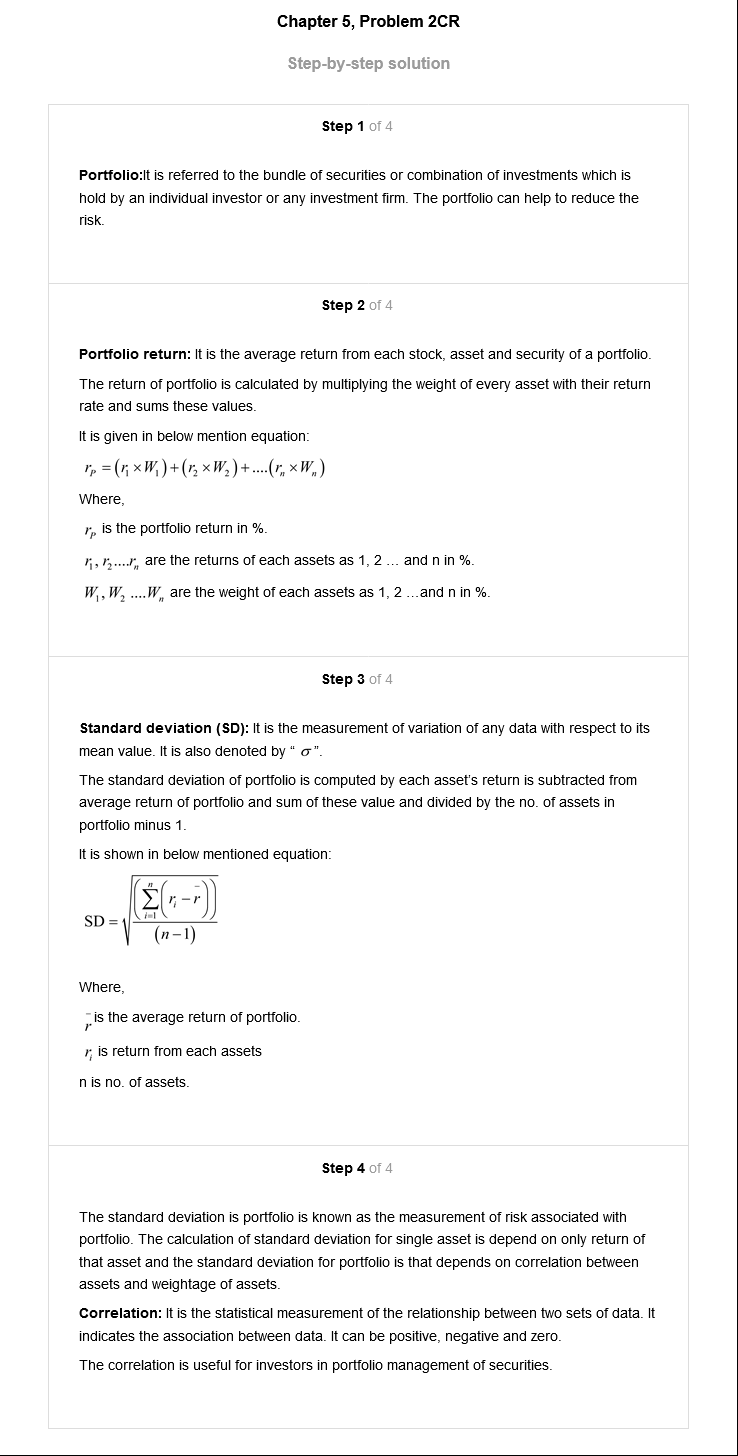 Chapter 5, Problem 2CR
Step-by-step solution
Step 1 of 4
Portfolio:It is referred to the bundle of securities or combination of investments which is
hold by an individual investor or any investment firm. The portfolio can help to reduce the
risk.
Step 2 of 4
Portfolio return: It is the average return from each stock, asset and security of a portfolio.
The return of portfolio is calculated by multiplying the weight of every asset with their return
rate and sums these values.
It is given in below mention equation:
r_P = (r_1 × W_1) + (r_2 × W_2) + ....(r_n × W_n)
Where,
r_P is the portfolio return in %.
r_1, r_2....r_n are the returns of each assets as 1, 2 … and n in %.
W_1, W_2 ....W_n are the weight of each assets as 1, 2 …and n in %.
Step 3 of 4
Standard deviation (SD): It is the measurement of variation of any data with respect to its
mean value. It is also denoted by “ σ”.
The standard deviation of portfolio is computed by each asset’s return is subtracted from
average return of portfolio and sum of these value and divided by the no. of assets in
portfolio minus 1.
It is shown in below mentioned equation:
SD = √((∑_{i=1}^{n}(r_i − r̄))/(n−1))
Where,
r̄ is the average return of portfolio.
r_i is return from each assets
n is no. of assets.
Step 4 of 4
The standard deviation is portfolio is known as the measurement of risk associated with
portfolio. The calculation of standard deviation for single asset is depend on only return of
that asset and the standard deviation for portfolio is that depends on correlation between
assets and weightage of assets.
Correlation: It is the statistical measurement of the relationship between two sets of data. It
indicates the association between data. It can be positive, negative and zero.
The correlation is useful for investors in portfolio management of securities.